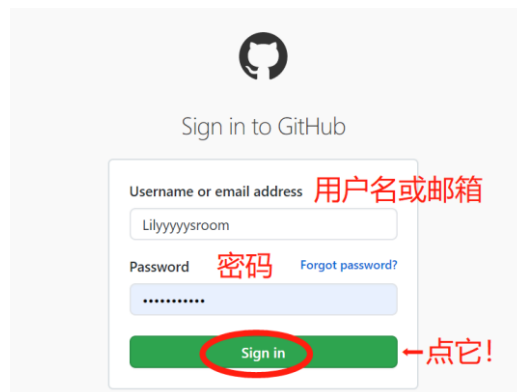 Sign in to GitHub
Username or email address 用户名或邮箱
Lilyyyyysroom
Password 密码 Forgot password?
•••••••••••
Sign in ←点它!